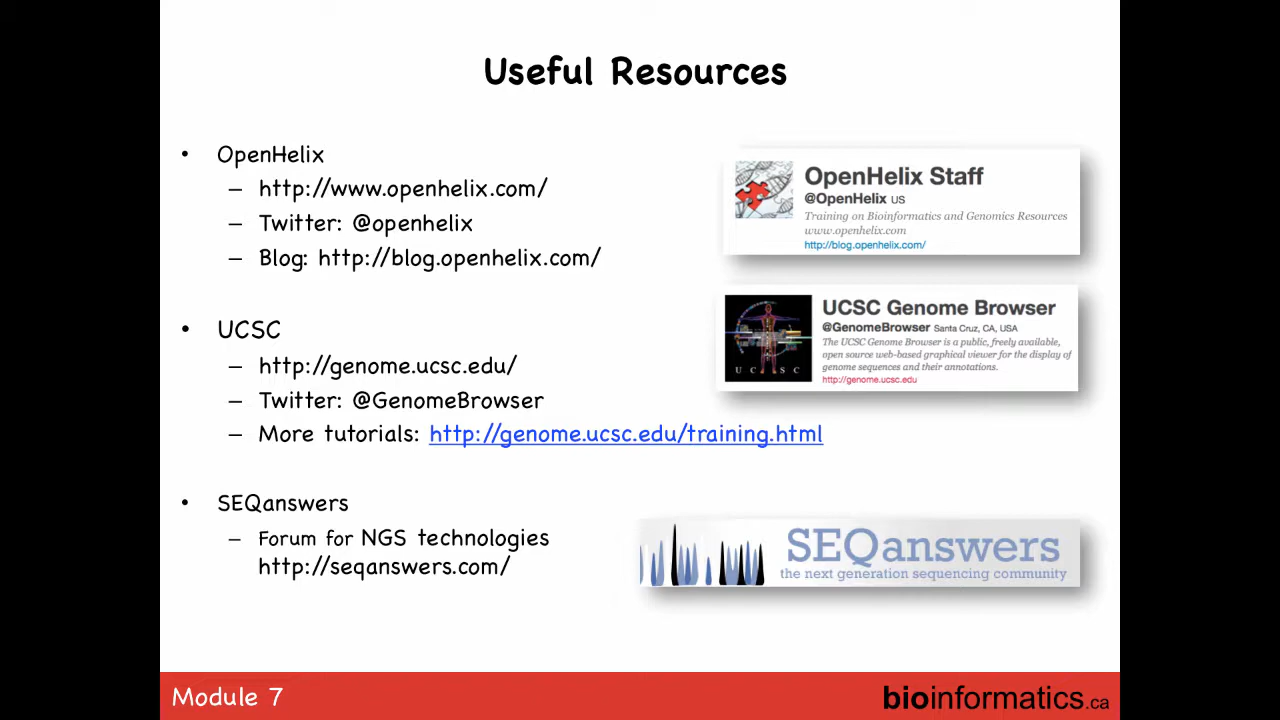 Useful Resources
• OpenHelix
– http://www.openhelix.com/
– Twitter: @openhelix
– Blog: http://blog.openhelix.com/
OpenHelix Staff
@OpenHelix US
Training on Bioinformatics and Genomics Resources
www.openhelix.com
http://blog.openhelix.com/
• UCSC
– http://genome.ucsc.edu/
– Twitter: @GenomeBrowser
– More tutorials: http://genome.ucsc.edu/training.html
UCSC
UCSC Genome Browser
@GenomeBrowser Santa Cruz, CA, USA
The UCSC Genome Browser is a public, freely available,
open source web-based graphical viewer for the display of
genome sequences and their annotations.
http://genome.ucsc.edu
• SEQanswers
– Forum for NGS technologies
http://seqanswers.com/
SEQanswers
the next generation sequencing community
Module 7
bioinformatics.ca